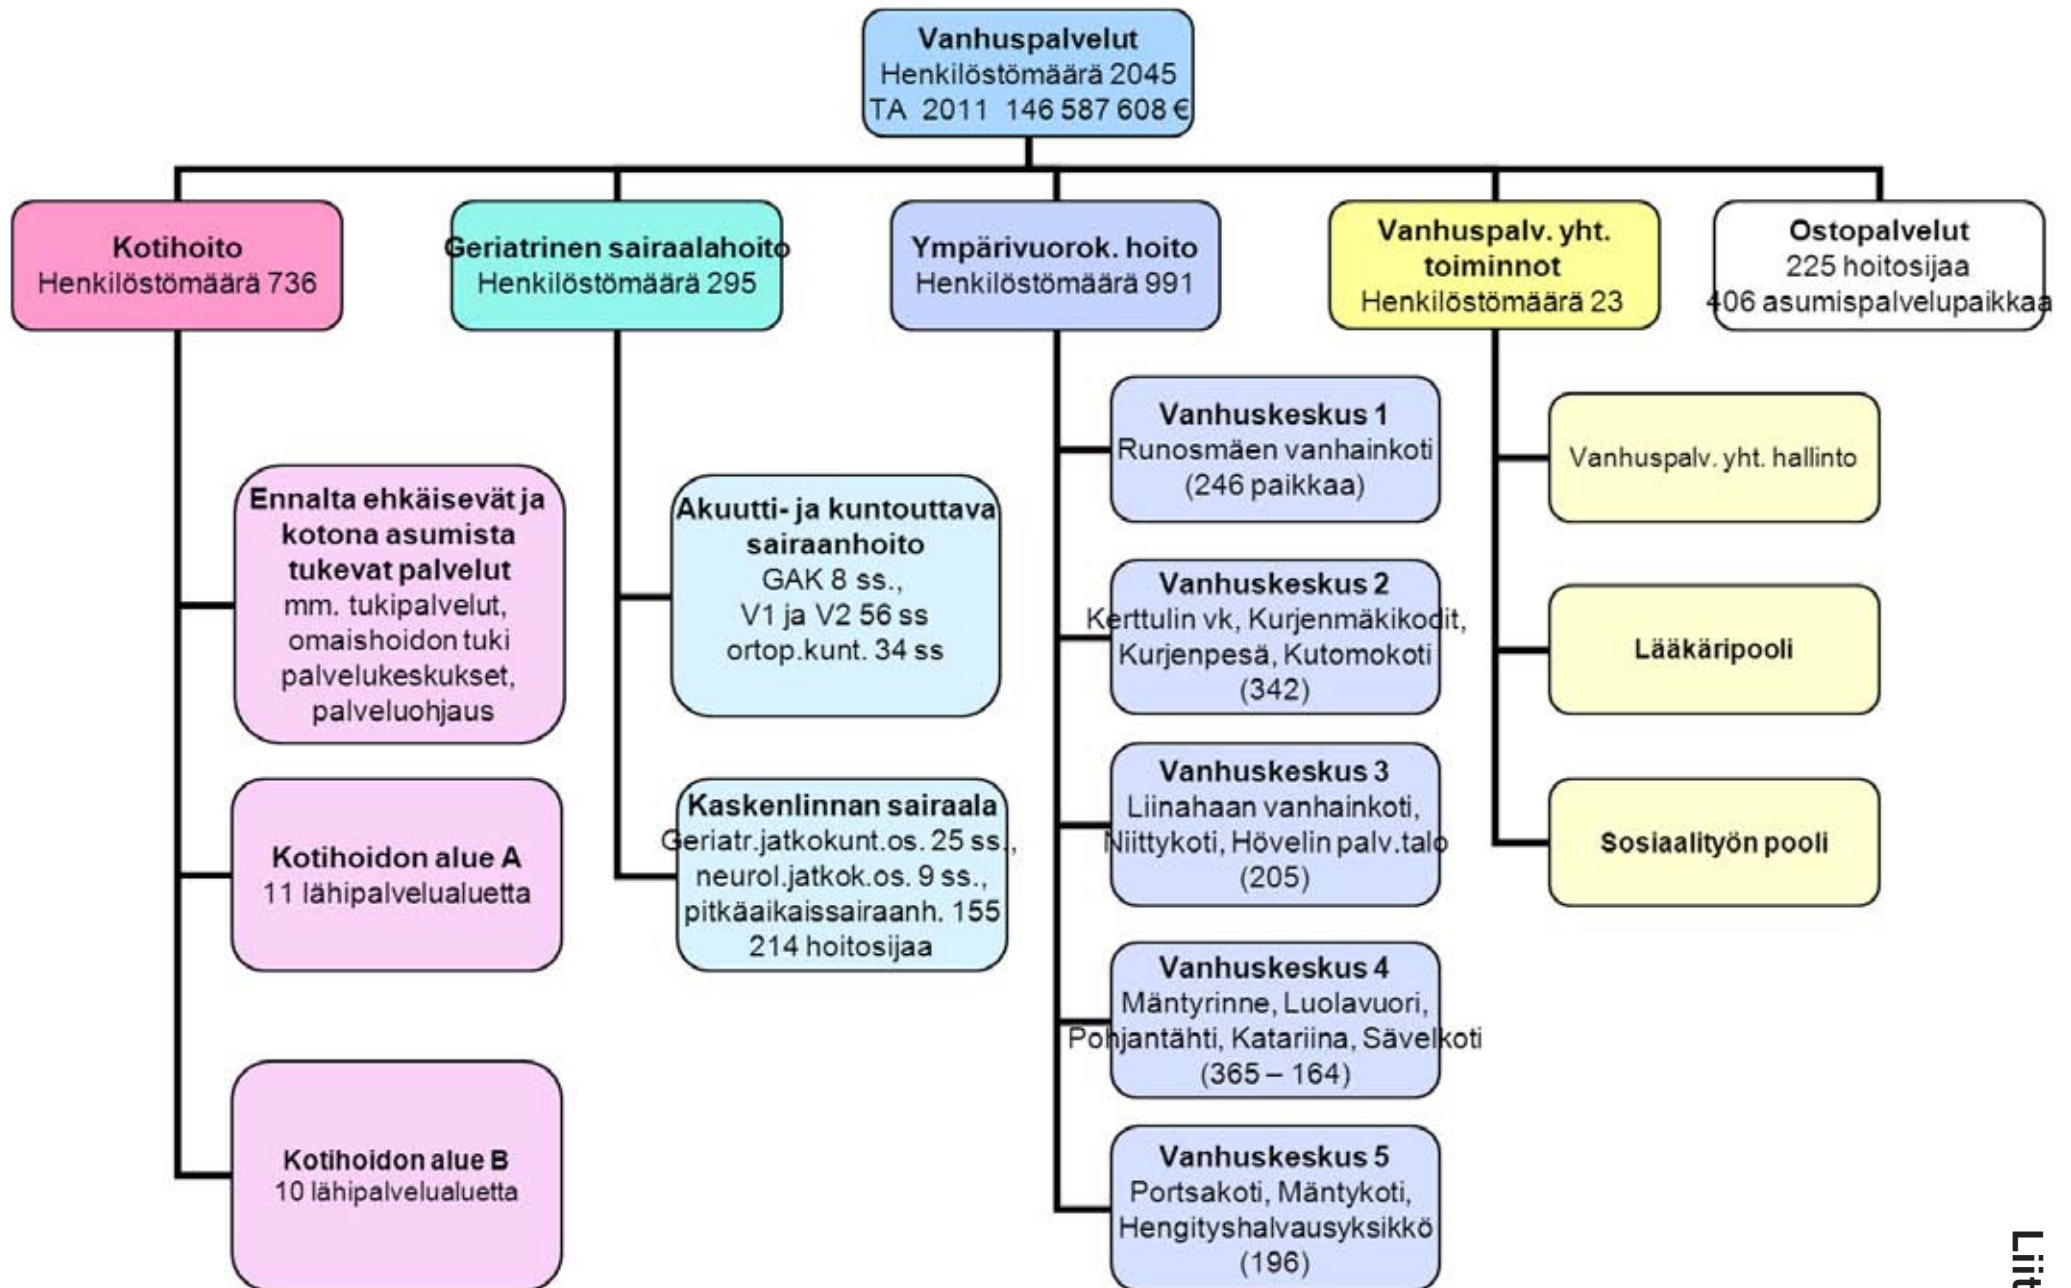 Vanhuspalvelut
Henkilöstömäärä 2045
TA 2011 146 587 608 €
Kotihoito
Henkilöstömäärä 736
Geriatrinen sairaalahoito
Henkilöstömäärä 295
Ympärivuorok. hoito
Henkilöstömäärä 991
Vanhuspalv. yht.
toiminnot
Henkilöstömäärä 23
Ostopalvelut
225 hoitosijaa
406 asumispalvelupaikkaa
Ennalta ehkäisevät ja
kotona asumista
tukevat palvelut
mm. tukipalvelut,
omaishoidon tuki
palvelukeskukset,
palveluohjaus
Kotihoidon alue A
11 lähipalvelualuetta
Kotihoidon alue B
10 lähipalvelualuetta
Akuutti- ja kuntouttava
sairaanhoito
GAK 8 ss.,
V1 ja V2 56 ss
ortop.kunt. 34 ss
Kaskenlinnan sairaala
Geriatr.jatkokunt.os. 25 ss.,
neurol.jatkok.os. 9 ss.,
pitkäaikaissairaanh. 155
214 hoitosijaa
Vanhuskeskus 1
Runosmäen vanhainkoti
(246 paikkaa)
Vanhuskeskus 2
Kerttulin vk, Kurjenmäkikodit,
Kurjenpesä, Kutomokoti
(342)
Vanhuskeskus 3
Liinahaan vanhainkoti,
Niittykoti, Hövelin palv.talo
(205)
Vanhuskeskus 4
Mäntyrinne, Luolavuori,
Pohjantähti, Katariina, Sävelkoti
(365 – 164)
Vanhuskeskus 5
Portsakoti, Mäntykoti,
Hengityshalvausyksikkö
(196)
Vanhuspalv. yht. hallinto
Lääkäripooli
Sosiaalityön pooli